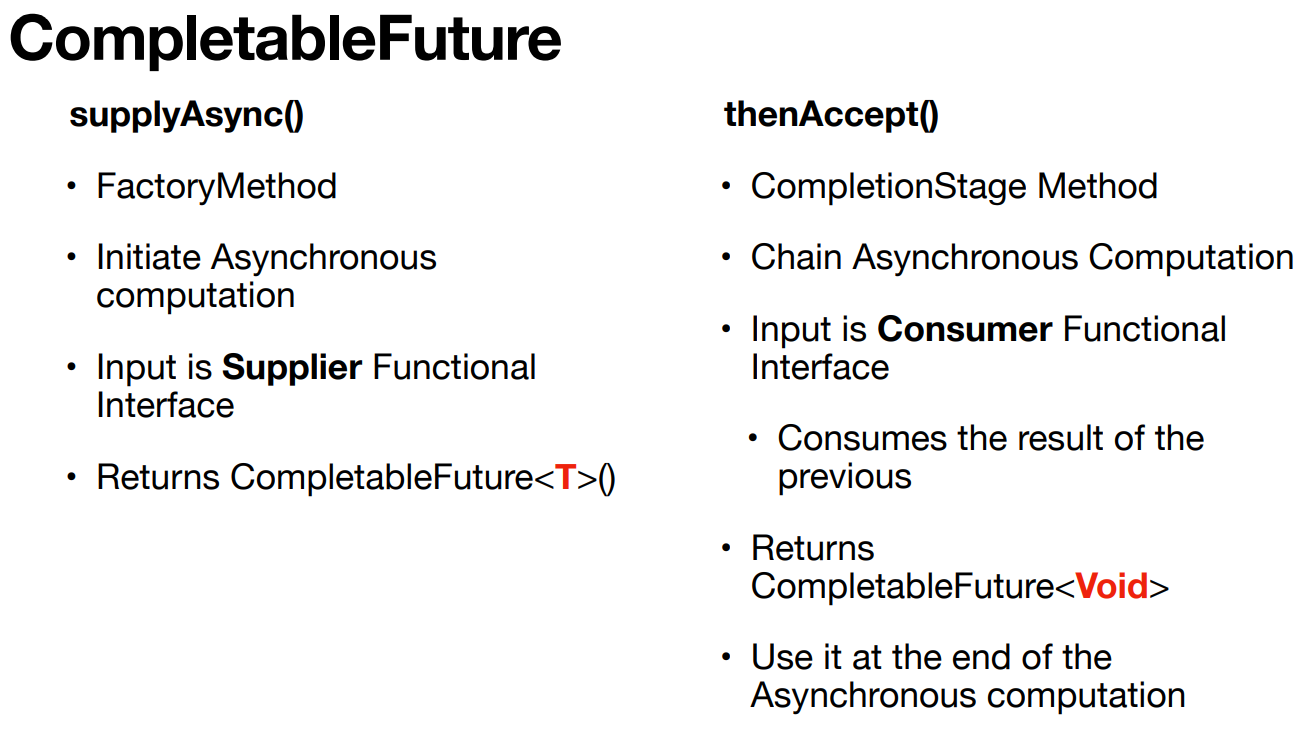 CompletableFuture
supplyAsync()
• FactoryMethod
• Initiate Asynchronous
computation
• Input is Supplier Functional
Interface
• Returns CompletableFuture<T>()
thenAccept()
• CompletionStage Method
• Chain Asynchronous Computation
• Input is Consumer Functional
Interface
• Consumes the result of the
previous
• Returns
CompletableFuture<Void>
• Use it at the end of the
Asynchronous computation